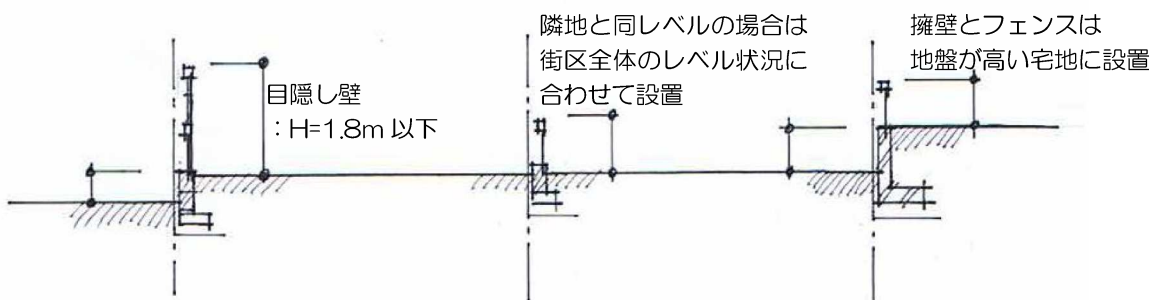 目隠し壁
：H=1.8m 以下
隣地と同レベルの場合は
街区全体のレベル状況に
合わせて設置
擁壁とフェンスは
地盤が高い宅地に設置